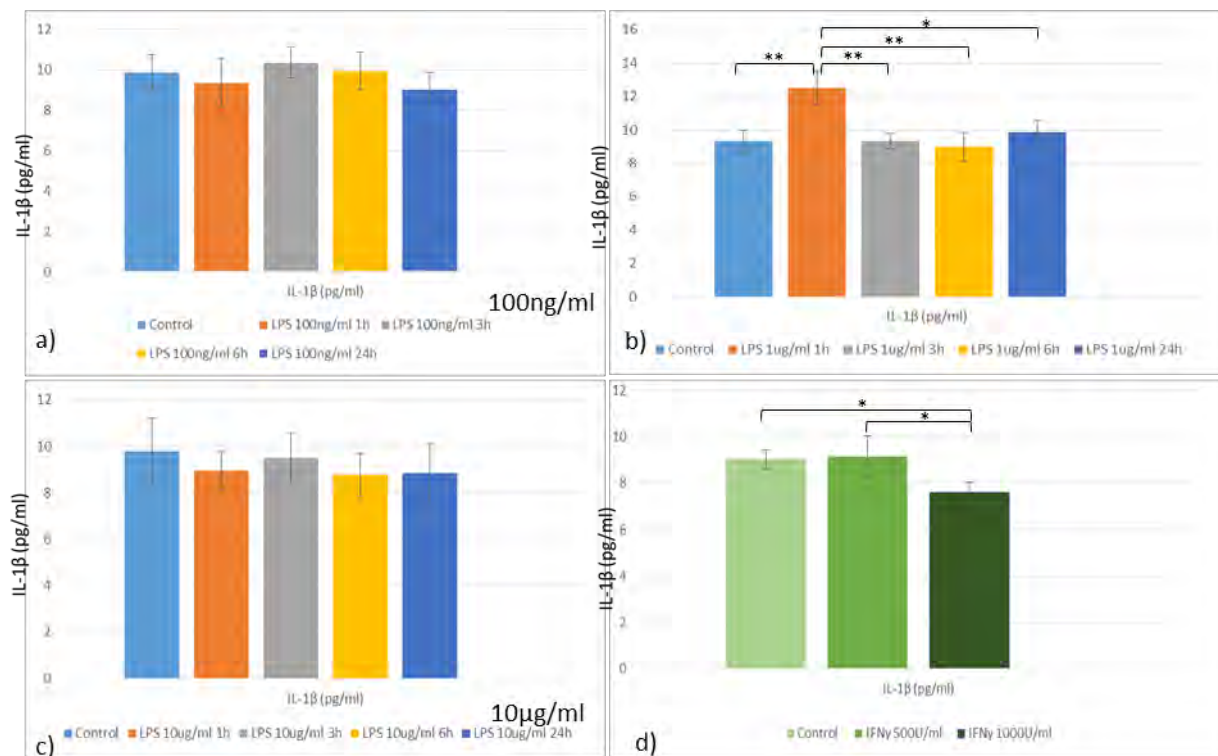 12
10
8
6
4
2
0
IL-1β (pg/ml)
IL-1β (pg/ml)
100ng/ml
Control LPS 100ng/ml 1h LPS 100ng/ml 3h
LPS 100ng/ml 6h LPS 100ng/ml 24h
a)
16
14
12
10
8
6
4
2
0
IL-1β (pg/ml)
** ** ** *
IL-1β (pg/ml)
Control LPS 1ug/ml 1h LPS 1ug/ml 3h LPS 1ug/ml 6h LPS 1ug/ml 24h
b)
12
10
8
6
4
2
0
IL-1β (pg/ml)
IL-1β (pg/ml)
10µg/ml
Control LPS 10ug/ml 1h LPS 10ug/ml 3h LPS 10ug/ml 6h LPS 10ug/ml 24h
c)
12
10
8
6
4
2
0
IL-1β (pg/ml)
*
*
IL-1β (pg/ml)
Control IFNγ 500U/ml IFNγ 1000U/ml
d)